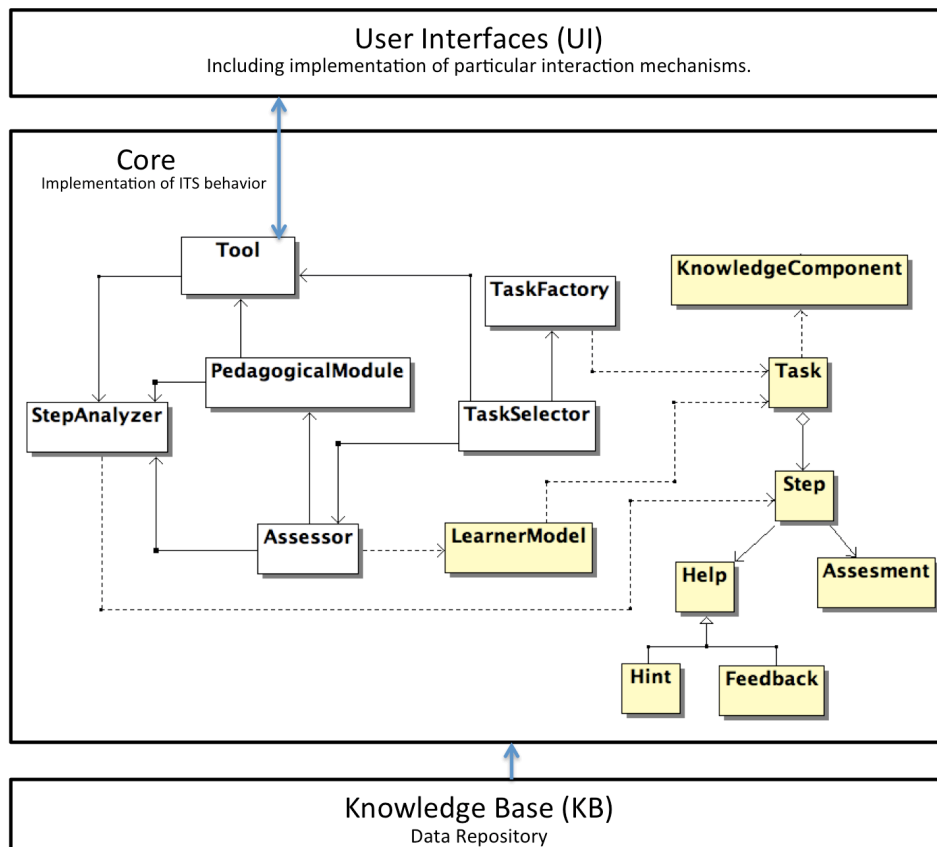 User Interfaces (UI)
Including implementation of particular interaction mechanisms.
Core
Implementation of ITS behavior
Tool
KnowledgeComponent
TaskFactory
PedagogicalModule
Task
StepAnalyzer
TaskSelector
Step
Assessor
LearnerModel
Help
Assesment
Hint
Feedback
Knowledge Base (KB)
Data Repository